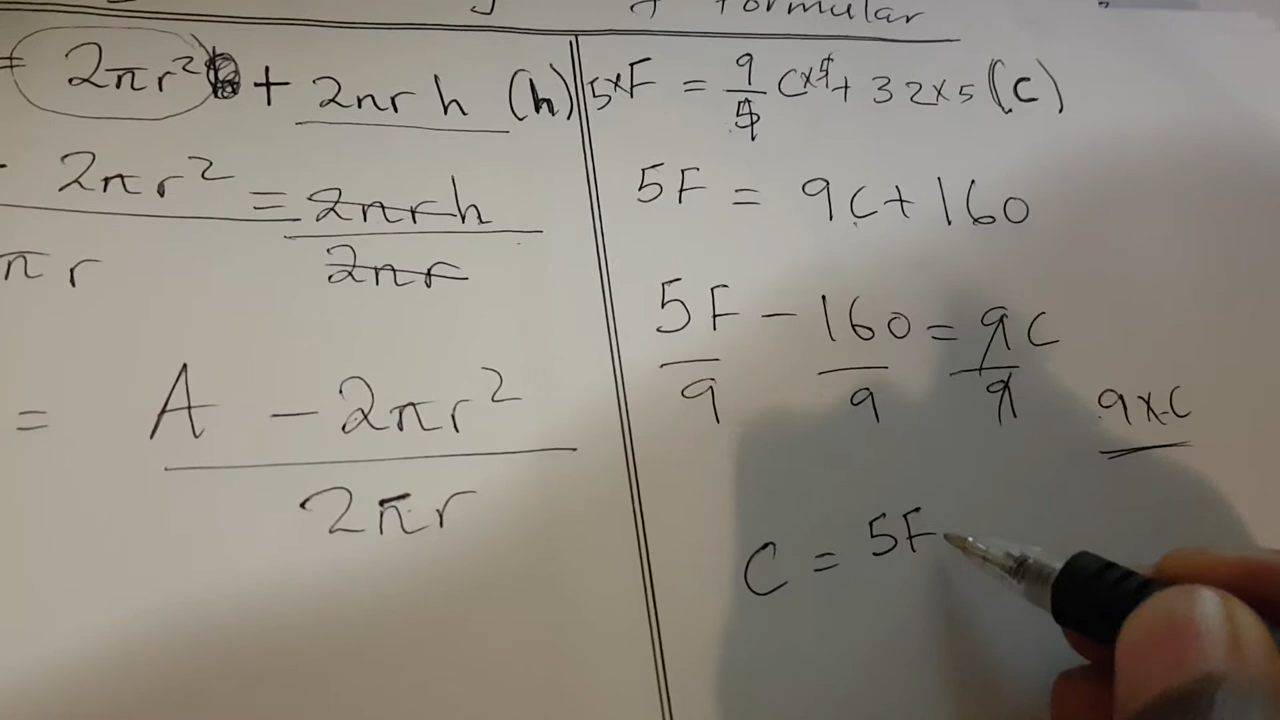 formular
= 2πr² + 2πrh (h)
- 2πr² = 2πrh
πr 2πr
= A - 2πr²
2πr
5×F = 9/5 C×5 + 32×5 (C)
5F = 9C + 160
5F - 160 = 9C
9 9 9
9×C
C = 5F